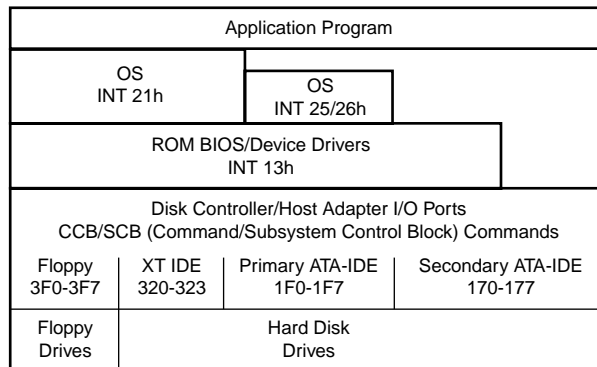 Application Program
OS
INT 21h
OS
INT 25/26h
ROM BIOS/Device Drivers
INT 13h
Disk Controller/Host Adapter I/O Ports
CCB/SCB (Command/Subsystem Control Block) Commands
Floppy
3F0-3F7
XT IDE
320-323
Primary ATA-IDE
1F0-1F7
Secondary ATA-IDE
170-177
Floppy
Drives
Hard Disk
Drives